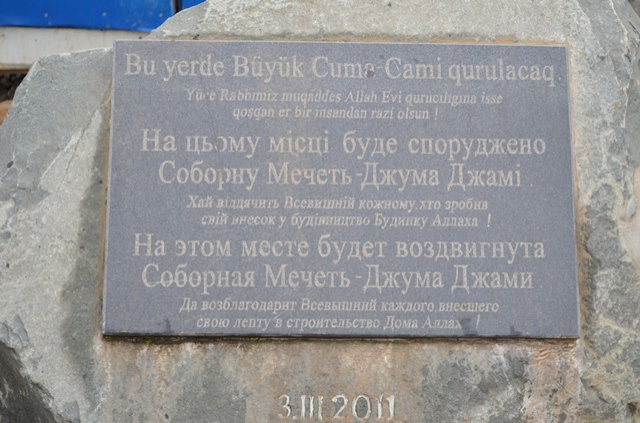 Bu yerde Büyük Cuma-Cami qurulacaq.
Yüce Rabbimiz muqaddes Allah Evi qurucılıgına isse
qoşqan er bir insandan razi olsun !
На цьому місці буде споруджено
Соборну Мечеть-Джума Джамі
Хай віддячить Всевишній кожному, хто зробив
свій внесок у будівництво Будинку Аллаха !
На этом месте будет воздвигнута
Соборная Мечеть-Джума Джами
Да возблагодарит Всевышний каждого внесшего
свою лепту в строительство Дома Аллаха !
3.III.2011